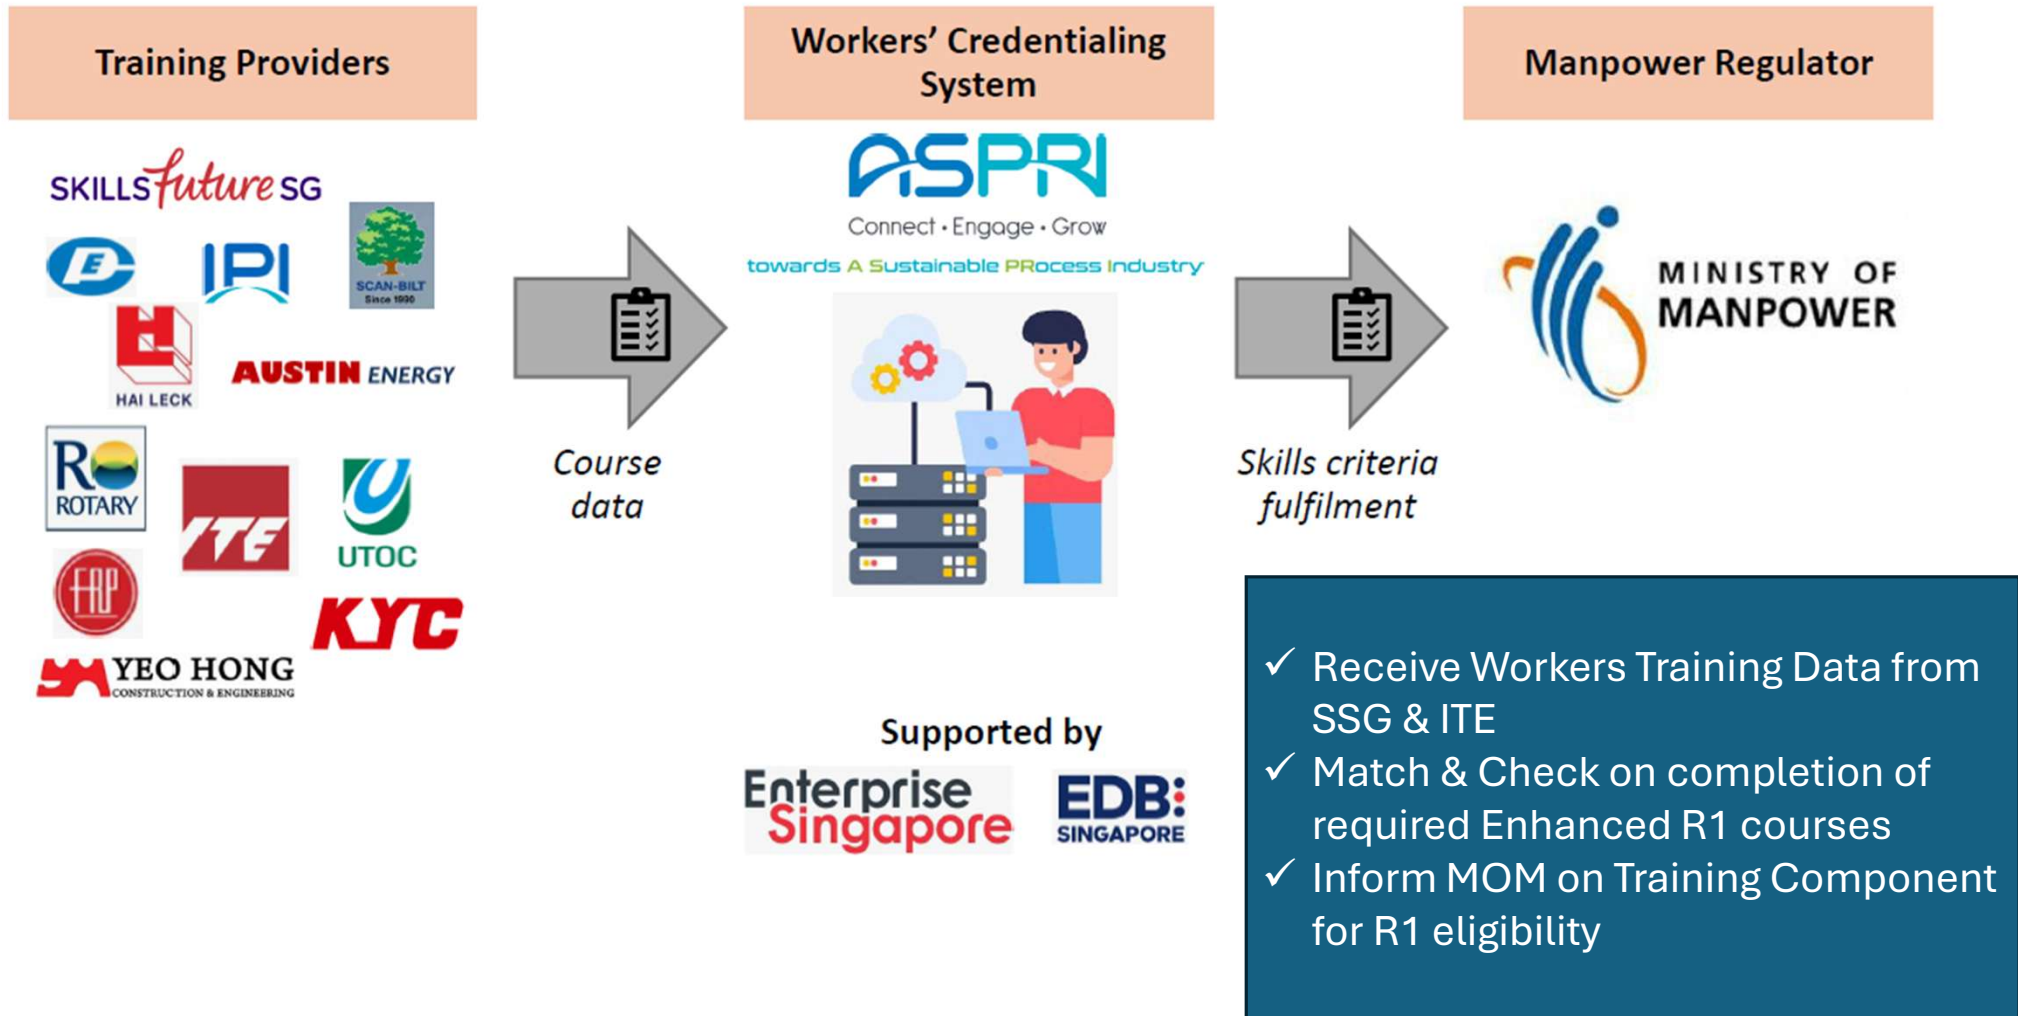 Training Providers
Workers’ Credentialing
System
Manpower Regulator
SKILLSfuture SG
PE
IPI
SCAN-BILT
Since 1990
HAI LECK
AUSTIN ENERGY
RO
ROTARY
ITE
UTOC
KYC
YEO HONG
CONSTRUCTION & ENGINEERING
Course
data
ASPRI
Connect • Engage • Grow
towards A Sustainable PRocess Industry
Supported by
Enterprise
Singapore
EDB:
SINGAPORE
Skills criteria
fulfilment
MINISTRY OF
MANPOWER
✓ Receive Workers Training Data from
SSG & ITE
✓ Match & Check on completion of
required Enhanced R1 courses
✓ Inform MOM on Training Component
for R1 eligibility